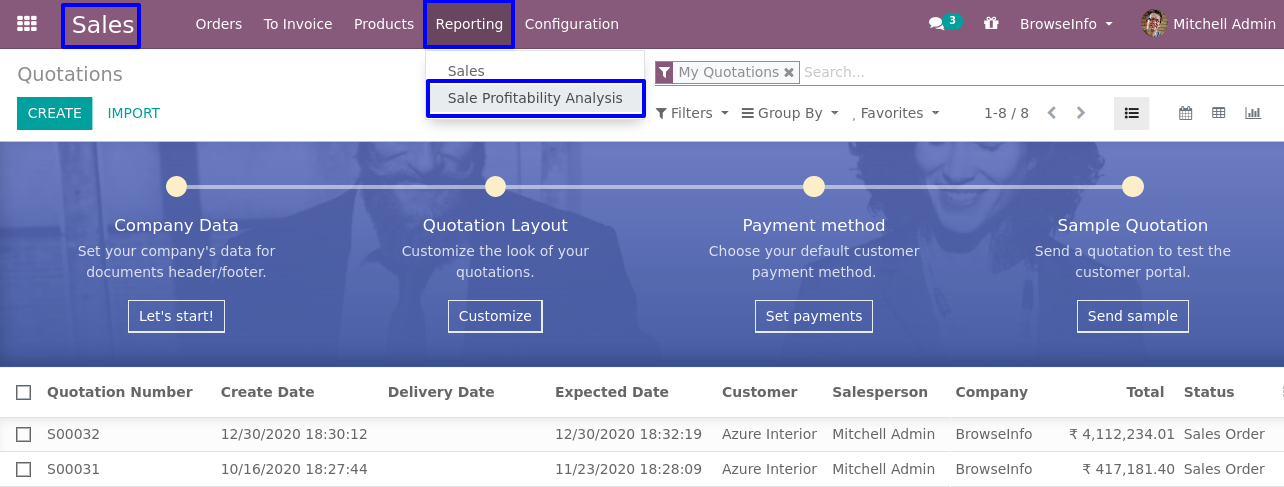 Sales Orders To Invoice Products Reporting Configuration 3 BrowseInfo Mitchell Admin
Quotations
Sales
Sale Profitability Analysis
My Quotations ✖ Search...
CREATE IMPORT
Filters Group By , Favorites 1-8 / 8
Company Data
Set your company's data for
documents header/footer.
Let's start!
Quotation Layout
Customize the look of your
quotations.
Customize
Payment method
Choose your default customer
payment method.
Set payments
Sample Quotation
Send a quotation to test the
customer portal.
Send sample
Quotation Number Create Date Delivery Date Expected Date Customer Salesperson Company Total Status
S00032 12/30/2020 18:30:12 12/30/2020 18:32:19 Azure Interior Mitchell Admin BrowseInfo ₹ 4,112,234.01 Sales Order
S00031 10/16/2020 18:27:44 11/23/2020 18:28:09 Azure Interior Mitchell Admin BrowseInfo ₹ 417,181.40 Sales Order